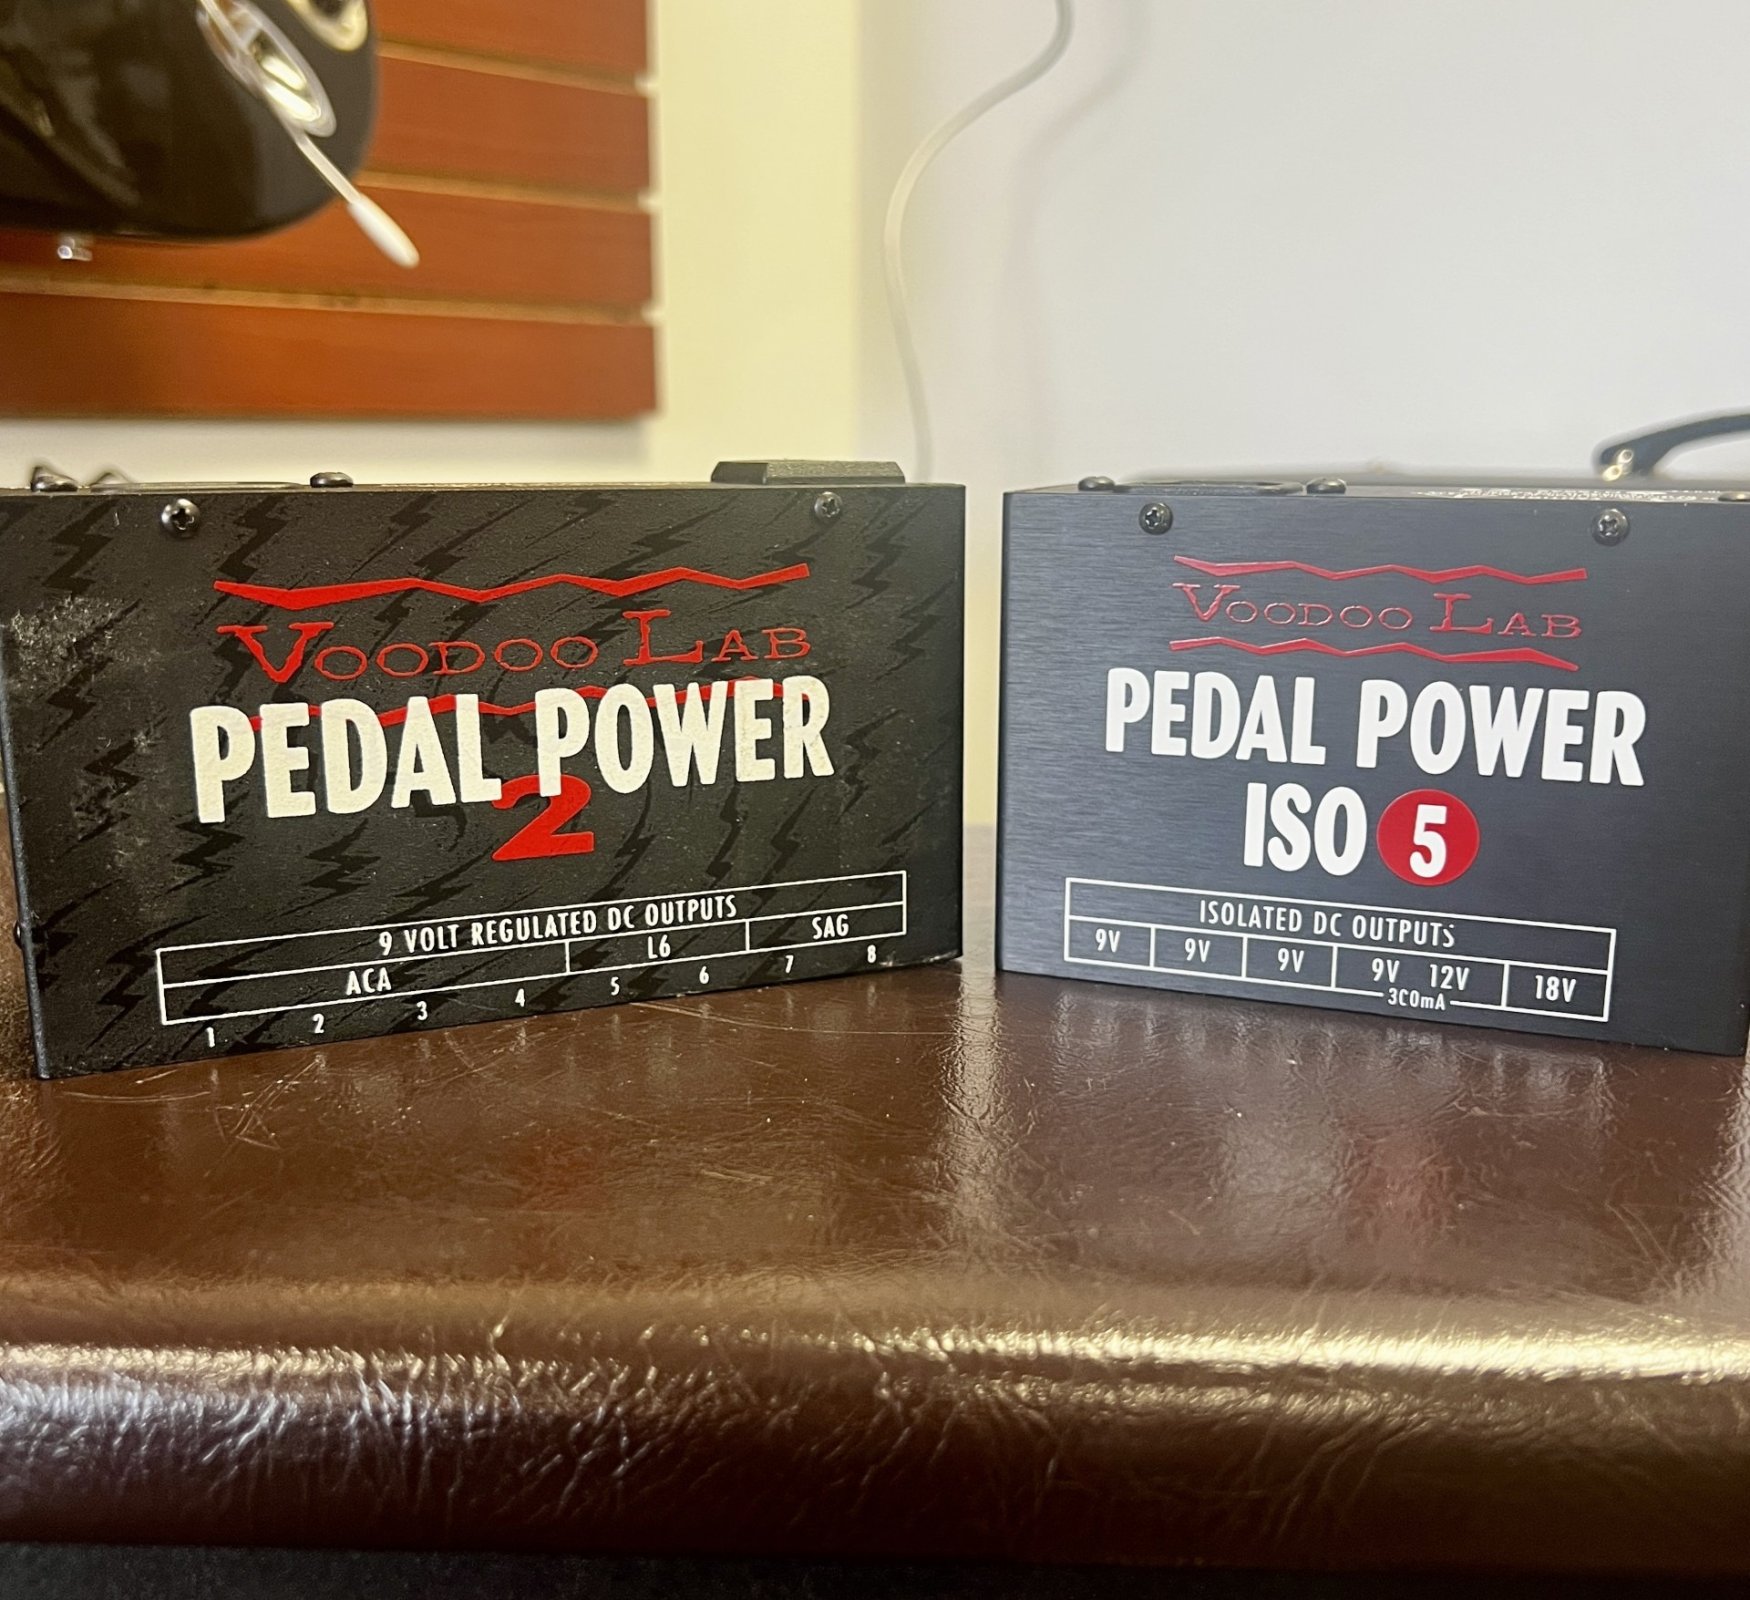 VOODOO LAB
PEDAL POWER
2
9 VOLT REGULATED DC OUTPUTS
ACA L6 SAG
1 2 3 4 5 6 7 8
VOODOO LAB
PEDAL POWER
ISO 5
ISOLATED DC OUTPUTS
9V 9V 9V 9V 12V 18V
300mA